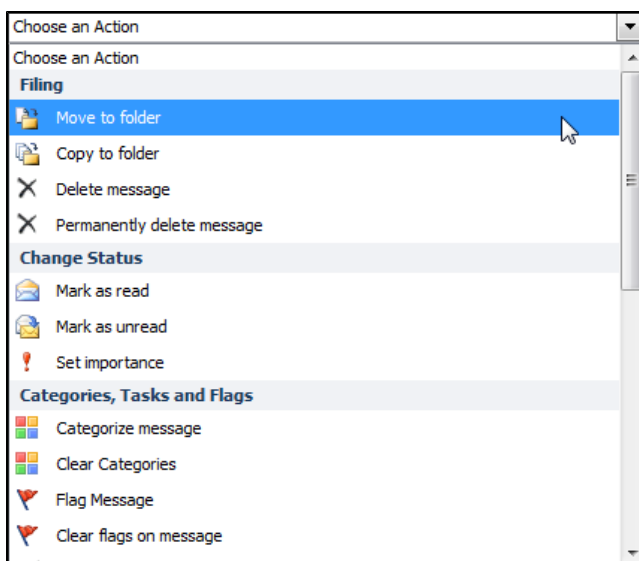 Choose an Action
Choose an Action
Filing
Move to folder
Copy to folder
Delete message
Permanently delete message
Change Status
Mark as read
Mark as unread
Set importance
Categories, Tasks and Flags
Categorize message
Clear Categories
Flag Message
Clear flags on message